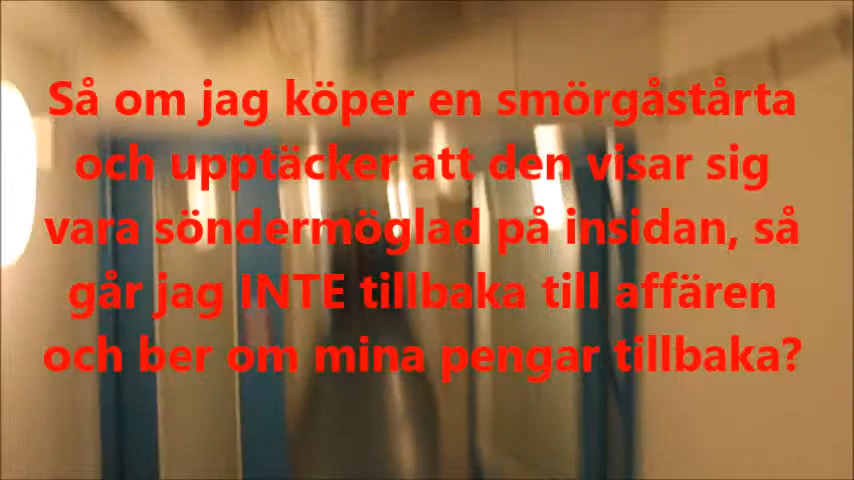 Så om jag köper en smörgåstårta
och upptäcker att den visar sig
vara söndermöglad på insidan, så
går jag INTE tillbaka till affären
och ber om mina pengar tillbaka?